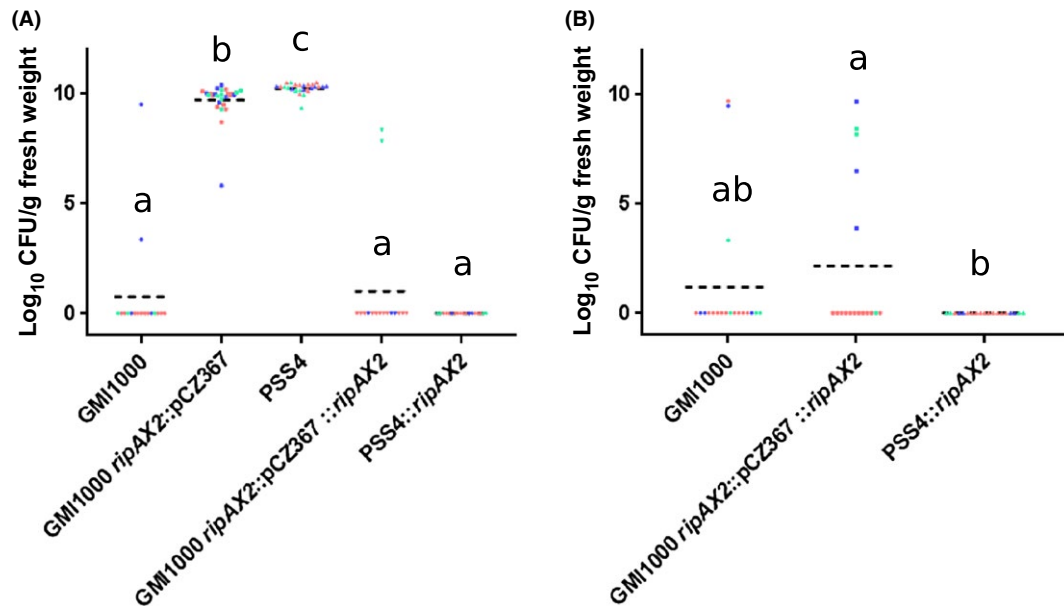 (A)
Log10 CFU/g fresh weight
10
5
0
a
b
c
a
a
GMI1000
GMI1000 ripAX2::pCZ367
PSS4
GMI1000 ripAX2::pCZ367 ::ripAX2
PSS4::ripAX2
(B)
Log10 CFU/g fresh weight
10
5
0
ab
a
b
GMI1000
GMI1000 ripAX2::pCZ367 ::ripAX2
PSS4::ripAX2